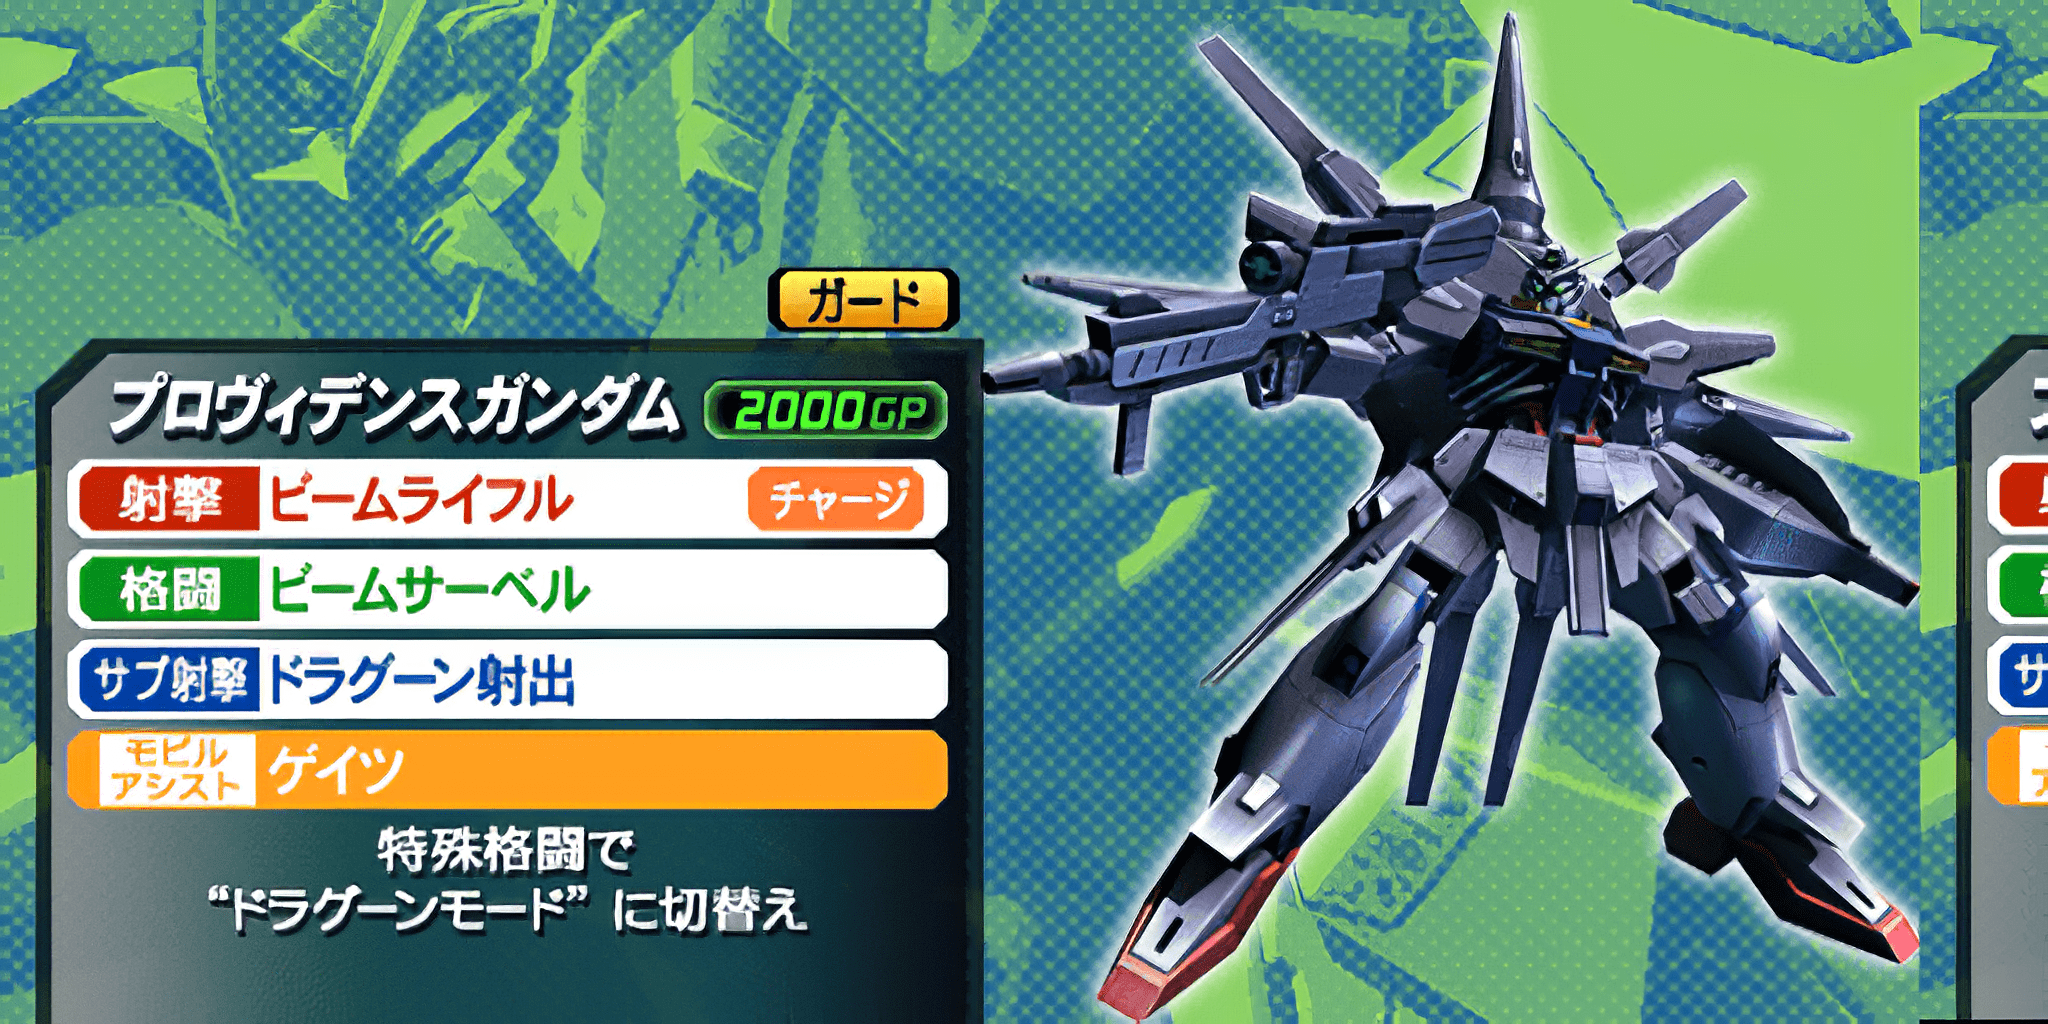 ガード
プロヴィデンスガンダム 2000GP
射撃 ビームライフル チャージ
格闘 ビームサーベル
サブ射撃 ドラグーン射出
モビル
アシスト ゲイツ
特殊格闘で
“ドラグーンモード” に切替え